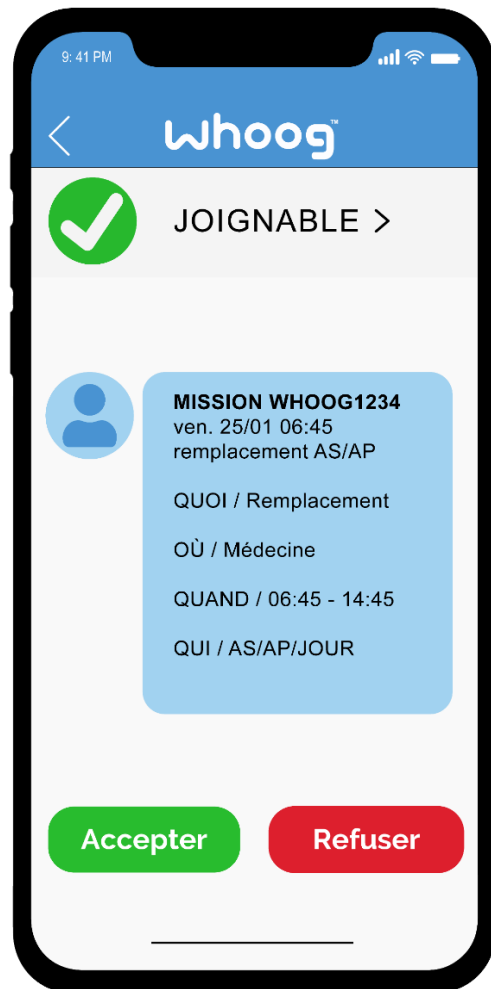 9: 41 PM
whoog™
JOIGNABLE >
MISSION WHOOG1234
ven. 25/01 06:45
remplacement AS/AP
QUOI / Remplacement
OÙ / Médecine
QUAND / 06:45 - 14:45
QUI / AS/AP/JOUR
Accepter
Refuser